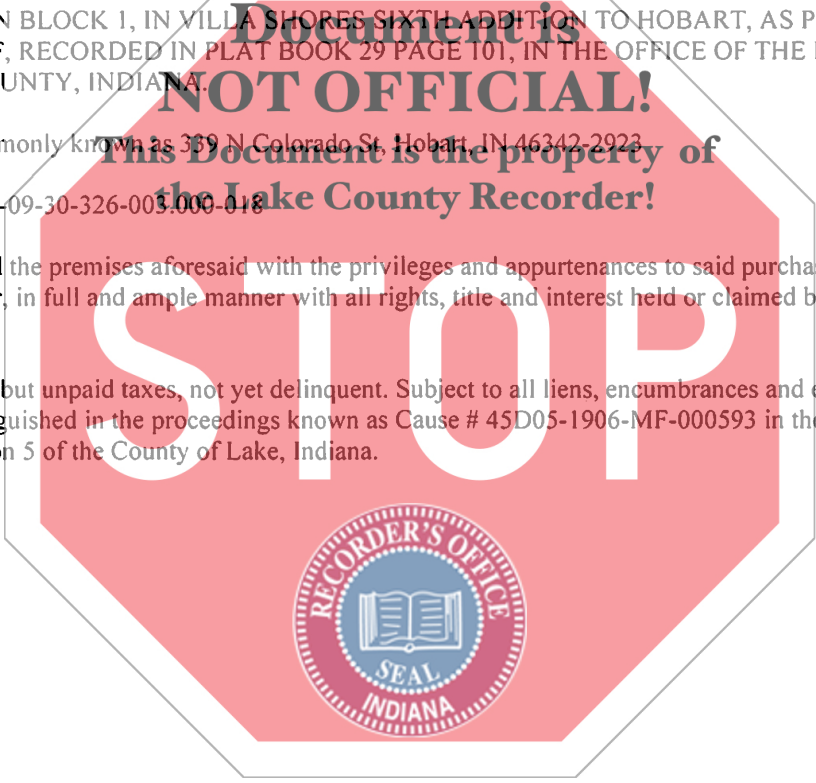 N BLOCK 1, IN VILLA SHORES SIXTH ADDITION TO HOBART, AS P
Document is
F, RECORDED IN PLAT BOOK 29 PAGE 101, IN THE OFFICE OF THE
UNTY, INDIANA.
NOT OFFICIAL!
monly known as 339 N Colorado St, Hobart, IN 46342-2923
This Document is the property of
the Lake County Recorder!
-09-30-326-003.000-018
the premises aforesaid with the privileges and appurtenances to said purcha
, in full and ample manner with all rights, title and interest held or claimed b
STOP
but unpaid taxes, not yet delinquent. Subject to all liens, encumbrances and e
guished in the proceedings known as Cause # 45D05-1906-MF-000593 in the
n 5 of the County of Lake, Indiana.
RECORDER'S OFFICE
SEAL
INDIANA